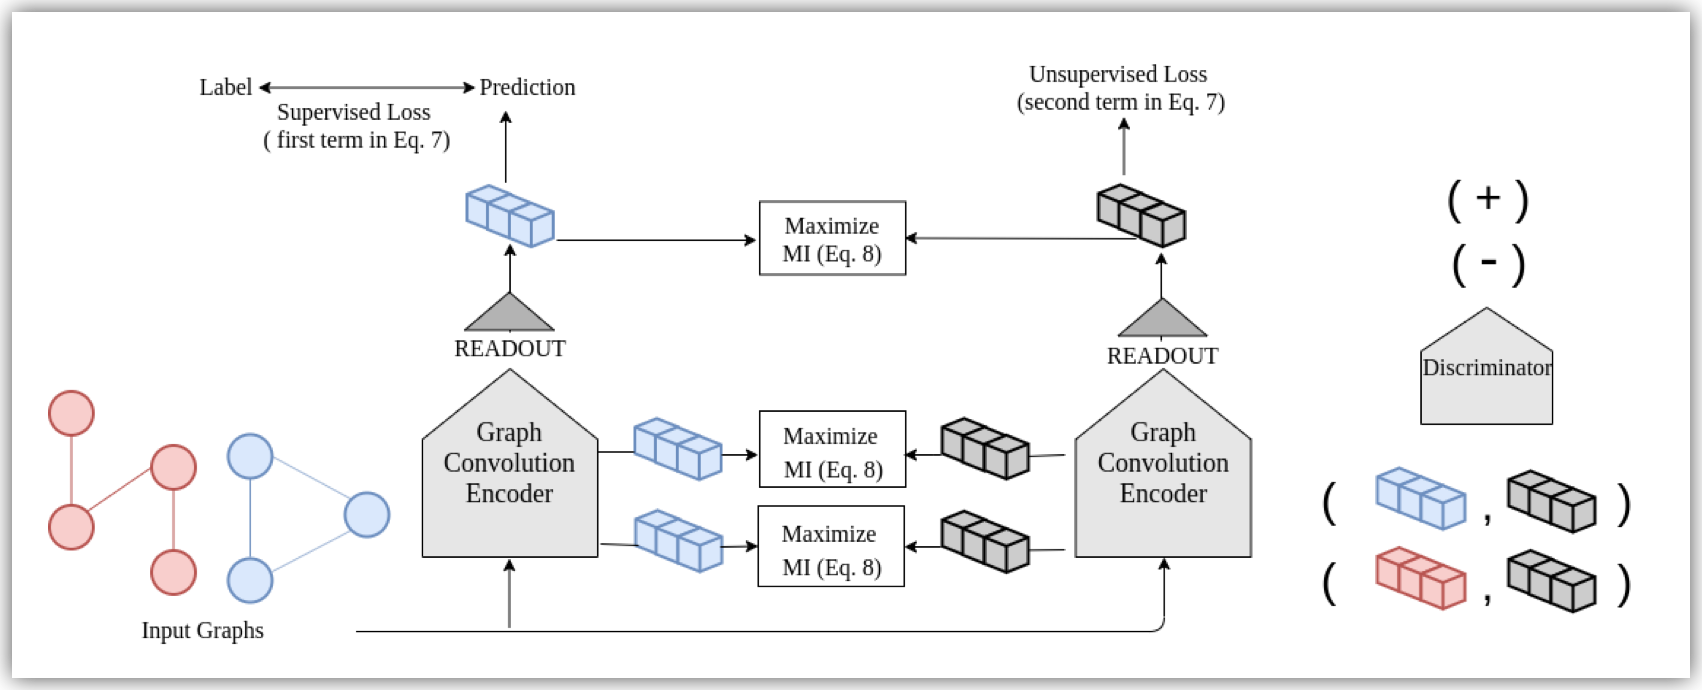 Label
Prediction
Supervised Loss
( first term in Eq. 7)
Unsupervised Loss
(second term in Eq. 7)
Maximize
MI (Eq. 8)
READOUT
READOUT
Graph
Convolution
Encoder
Maximize
MI (Eq. 8)
Maximize
MI (Eq. 8)
Graph
Convolution
Encoder
Input Graphs
( + )
( - )
Discriminator
( , )
( , )